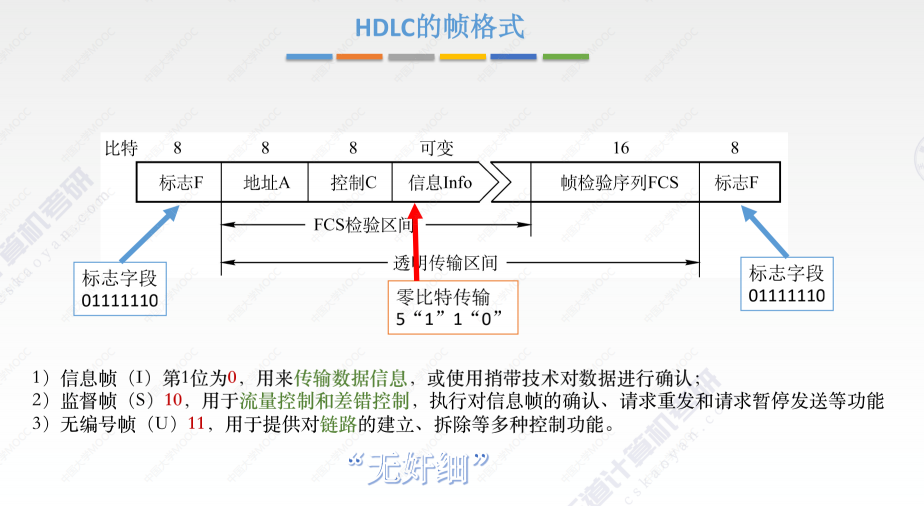 HDLC的帧格式
比特 8 8 8 可变 16 8
标志F 地址A 控制C 信息Info 帧检验序列FCS 标志F
FCS检验区间
透明传输区间
标志字段
01111110
零比特传输
5“1”1“0”
标志字段
01111110
1）信息帧（I）第1位为0，用来传输数据信息，或使用捎带技术对数据进行确认；
2）监督帧（S）10，用于流量控制和差错控制，执行对信息帧的确认、请求重发和请求暂停发送等功能
3）无编号帧（U）11，用于提供对链路的建立、拆除等多种控制功能。
“无奸细”